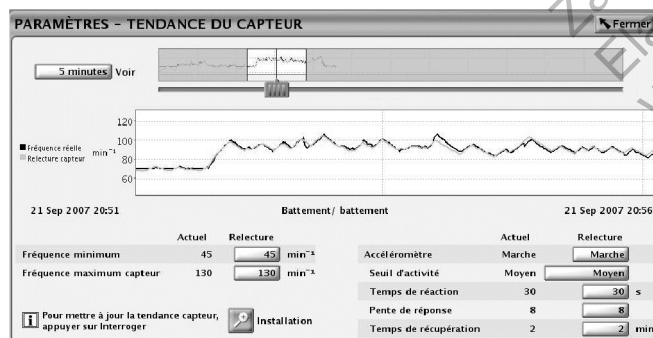 PARAMÈTRES - TENDANCE DU CAPTEUR
Fermer
5 minutes Voir
120
100
80
60
min⁻¹
Fréquence réelle
Relecture capteur
21 Sep 2007 20:51 Battement/ battement 21 Sep 2007 20:56
Actuel Relecture
Fréquence minimum 45 45 min⁻¹
Fréquence maximum capteur 130 130 min⁻¹
Pour mettre à jour la tendance capteur,
appuyer sur Interroger
Installation
Actuel Relecture
Accéléromètre Marche Marche
Seuil d'activité Moyen Moyen
Temps de réaction 30 30 s
Pente de réponse 8 8
Temps de récupération 2 2 min